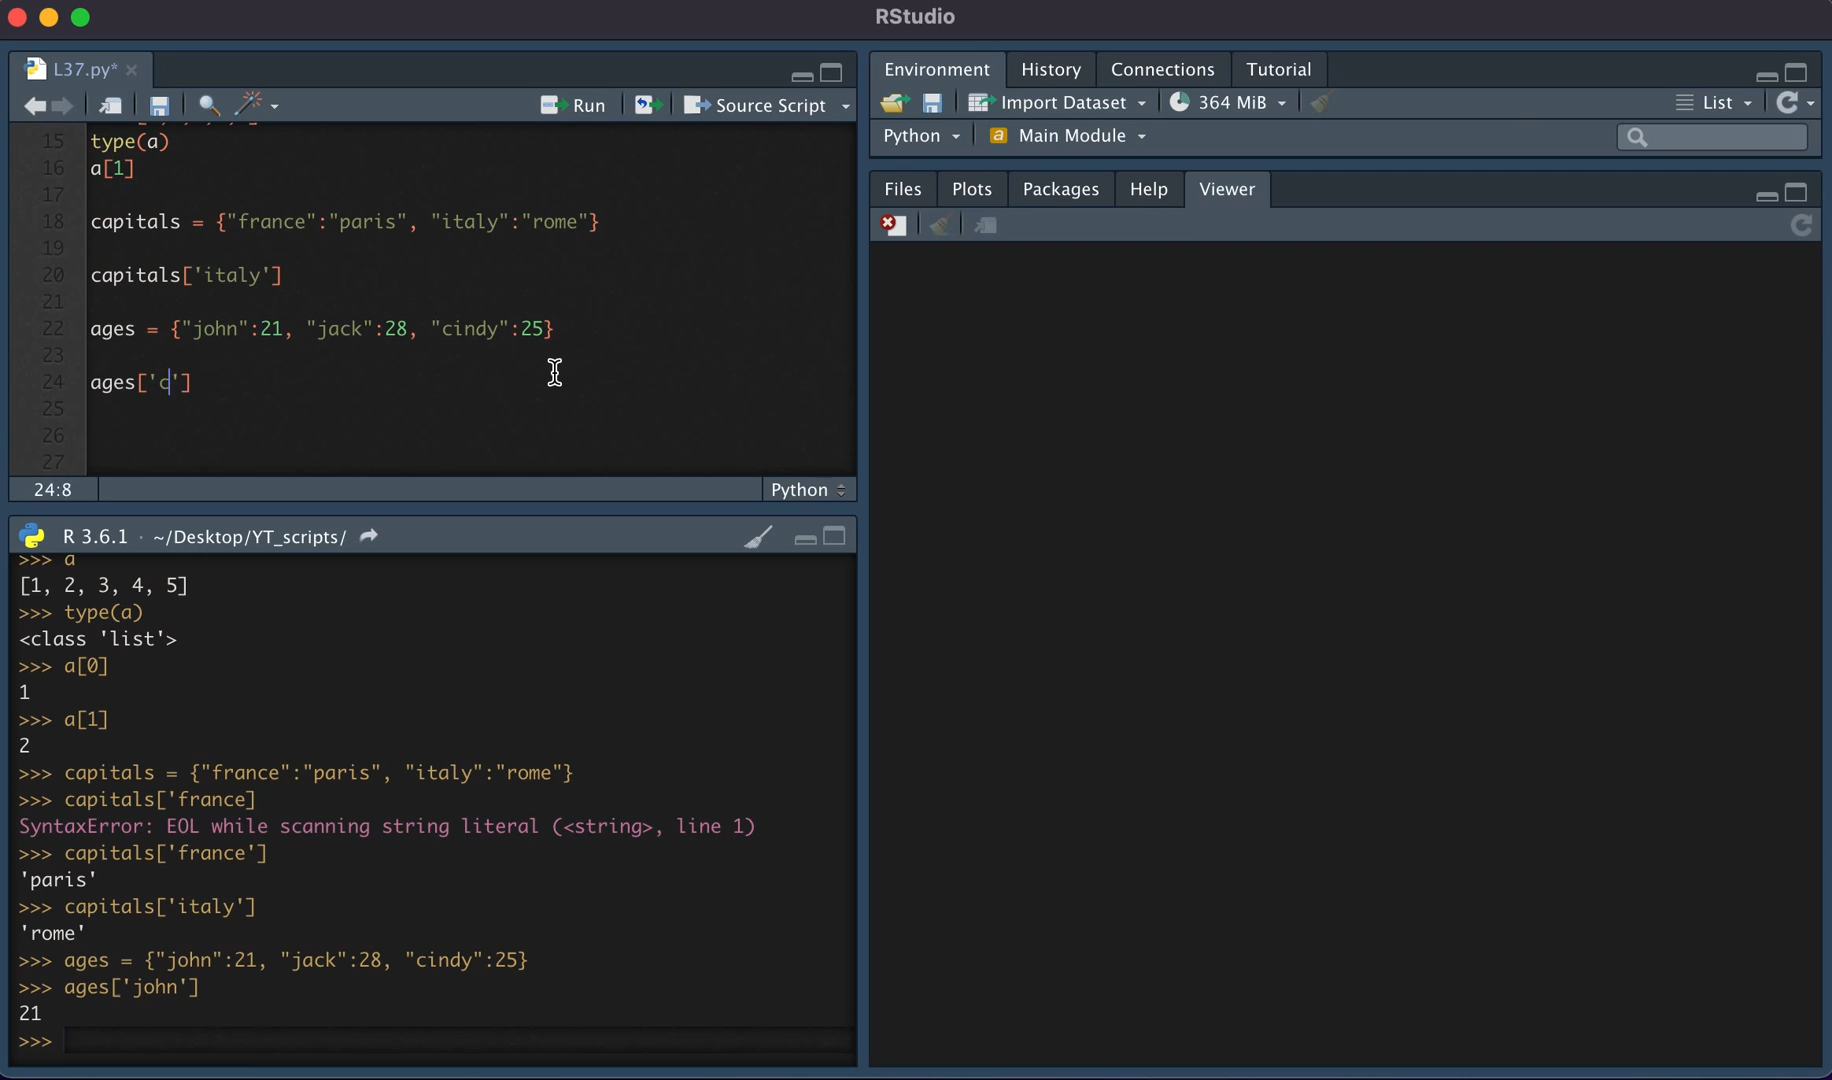 RStudio
L37.py*
Run
Source Script
15 type(a)
16 a[1]
17
18 capitals = {"france":"paris", "italy":"rome"}
19
20 capitals['italy']
21
22 ages = {"john":21, "jack":28, "cindy":25}
23
24 ages['c']
25
26
27
24:8
Python
R 3.6.1 · ~/Desktop/YT_scripts/
>>> a
[1, 2, 3, 4, 5]
>>> type(a)
<class 'list'>
>>> a[0]
1
>>> a[1]
2
>>> capitals = {"france":"paris", "italy":"rome"}
>>> capitals['france]
SyntaxError: EOL while scanning string literal (<string>, line 1)
>>> capitals['france']
'paris'
>>> capitals['italy']
'rome'
>>> ages = {"john":21, "jack":28, "cindy":25}
>>> ages['john']
21
>>>
Environment History Connections Tutorial
Import Dataset 364 MiB List
Python a Main Module
Files Plots Packages Help Viewer